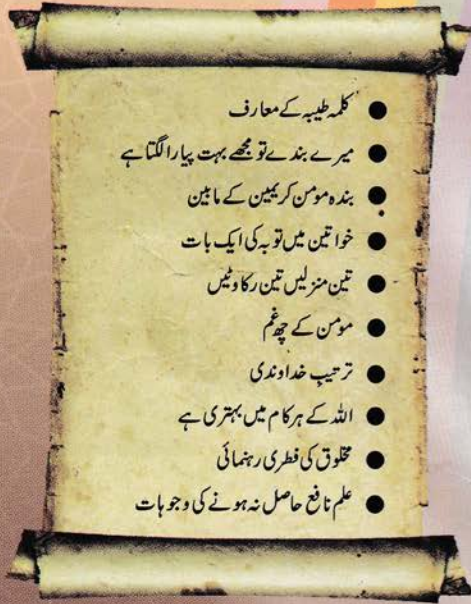 ● کلمہ طیبہ کے معارف
● میرے بندے تو مجھے بہت پیارا لگتا ہے
● بندہ مومن کریمین کے مابین
● خواتین میں توبہ کی ایک بات
● تین منزلیں تین رکاوٹیں
● مومن کے چھ غم
● ترتیبِ خداوندی
● اللہ کے ہر کام میں بہتری ہے
● مخلوق کی فطری رہنمائی
● علم نافع حاصل نہ ہونے کی وجوہات